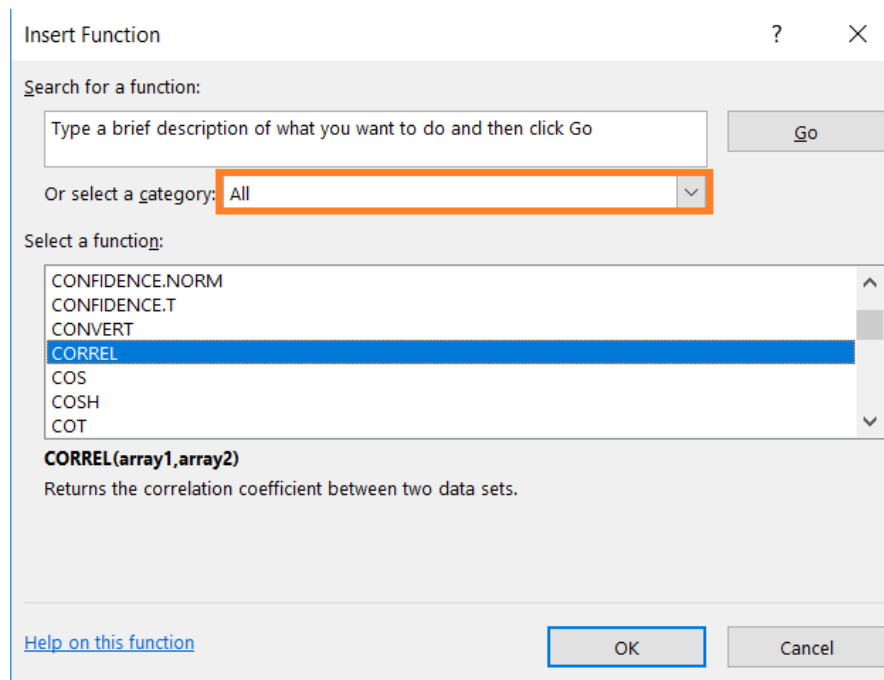 Insert Function ?
Search for a function:
Type a brief description of what you want to do and then click Go
Go
Or select a category: All
Select a function:
CONFIDENCE.NORM
CONFIDENCE.T
CONVERT
CORREL
COS
COSH
COT
CORREL(array1,array2)
Returns the correlation coefficient between two data sets.
Help on this function
OK
Cancel